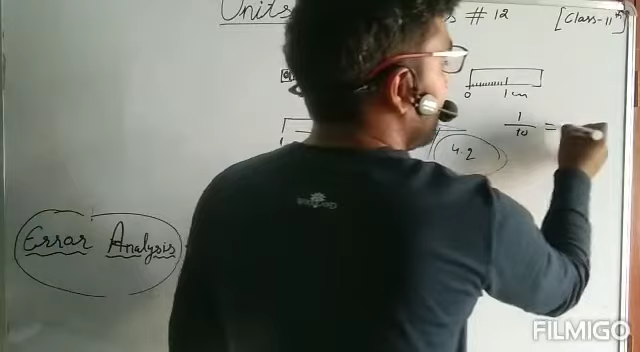 Units # 12 [Class-11th]
0 1 cm
1/10 =
4.2
Error Analysis
FILMIGO